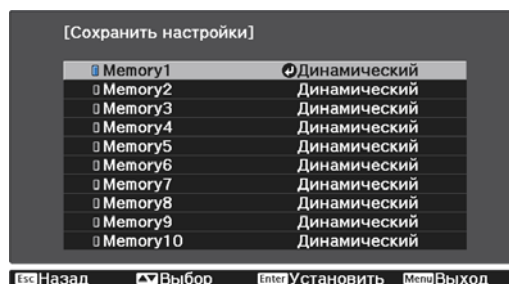 [Сохранить настройки]
Memory1 Динамический
Memory2 Динамический
Memory3 Динамический
Memory4 Динамический
Memory5 Динамический
Memory6 Динамический
Memory7 Динамический
Memory8 Динамический
Memory9 Динамический
Memory10 Динамический
Esc Назад Выбор Enter Установить Menu Выход